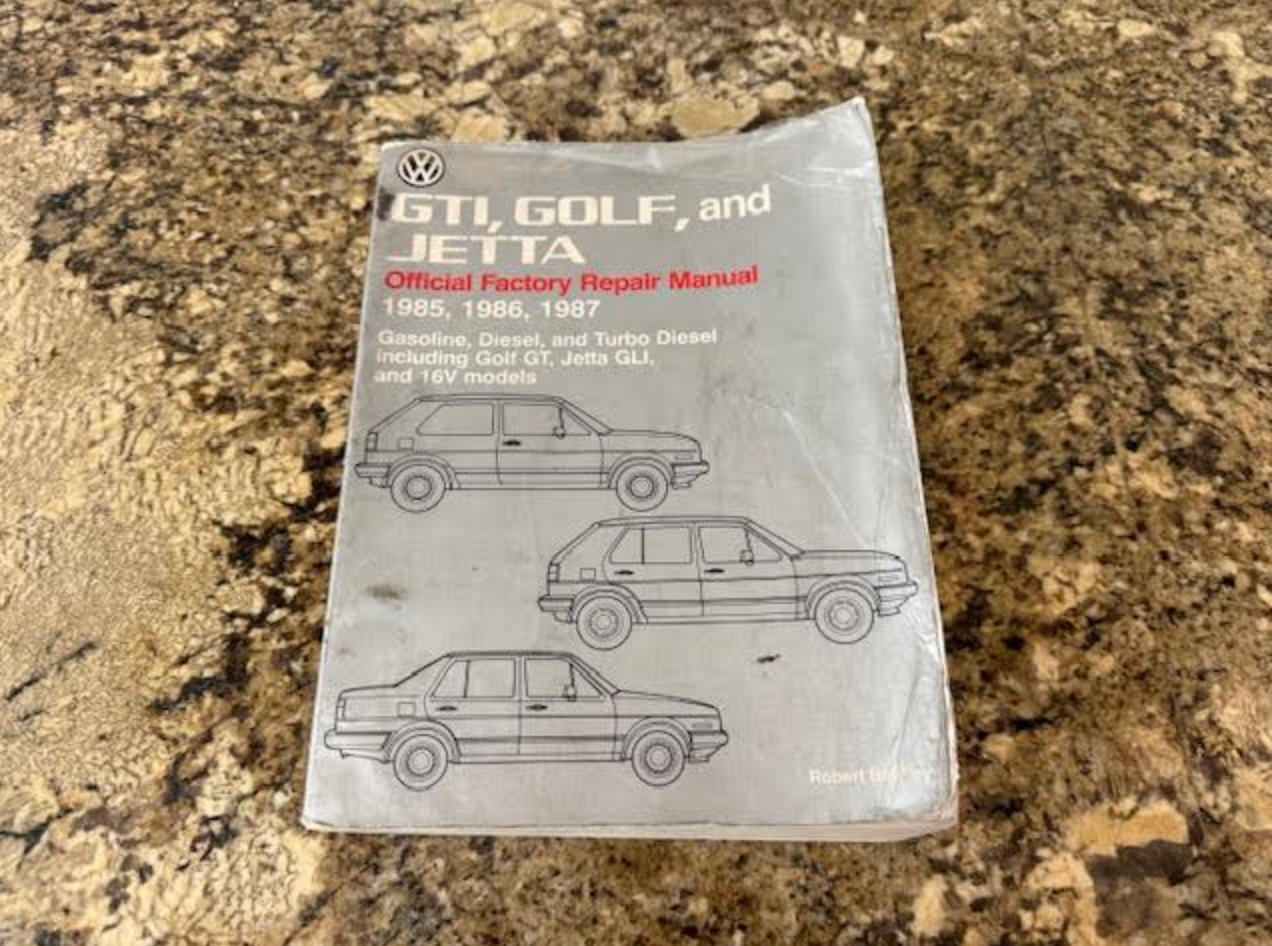 VW
GTI, GOLF, and
JETTA
Official Factory Repair Manual
1985, 1986, 1987
Gasoline, Diesel, and Turbo Diesel
including Golf GT, Jetta GLI,
and 16V models
Robert